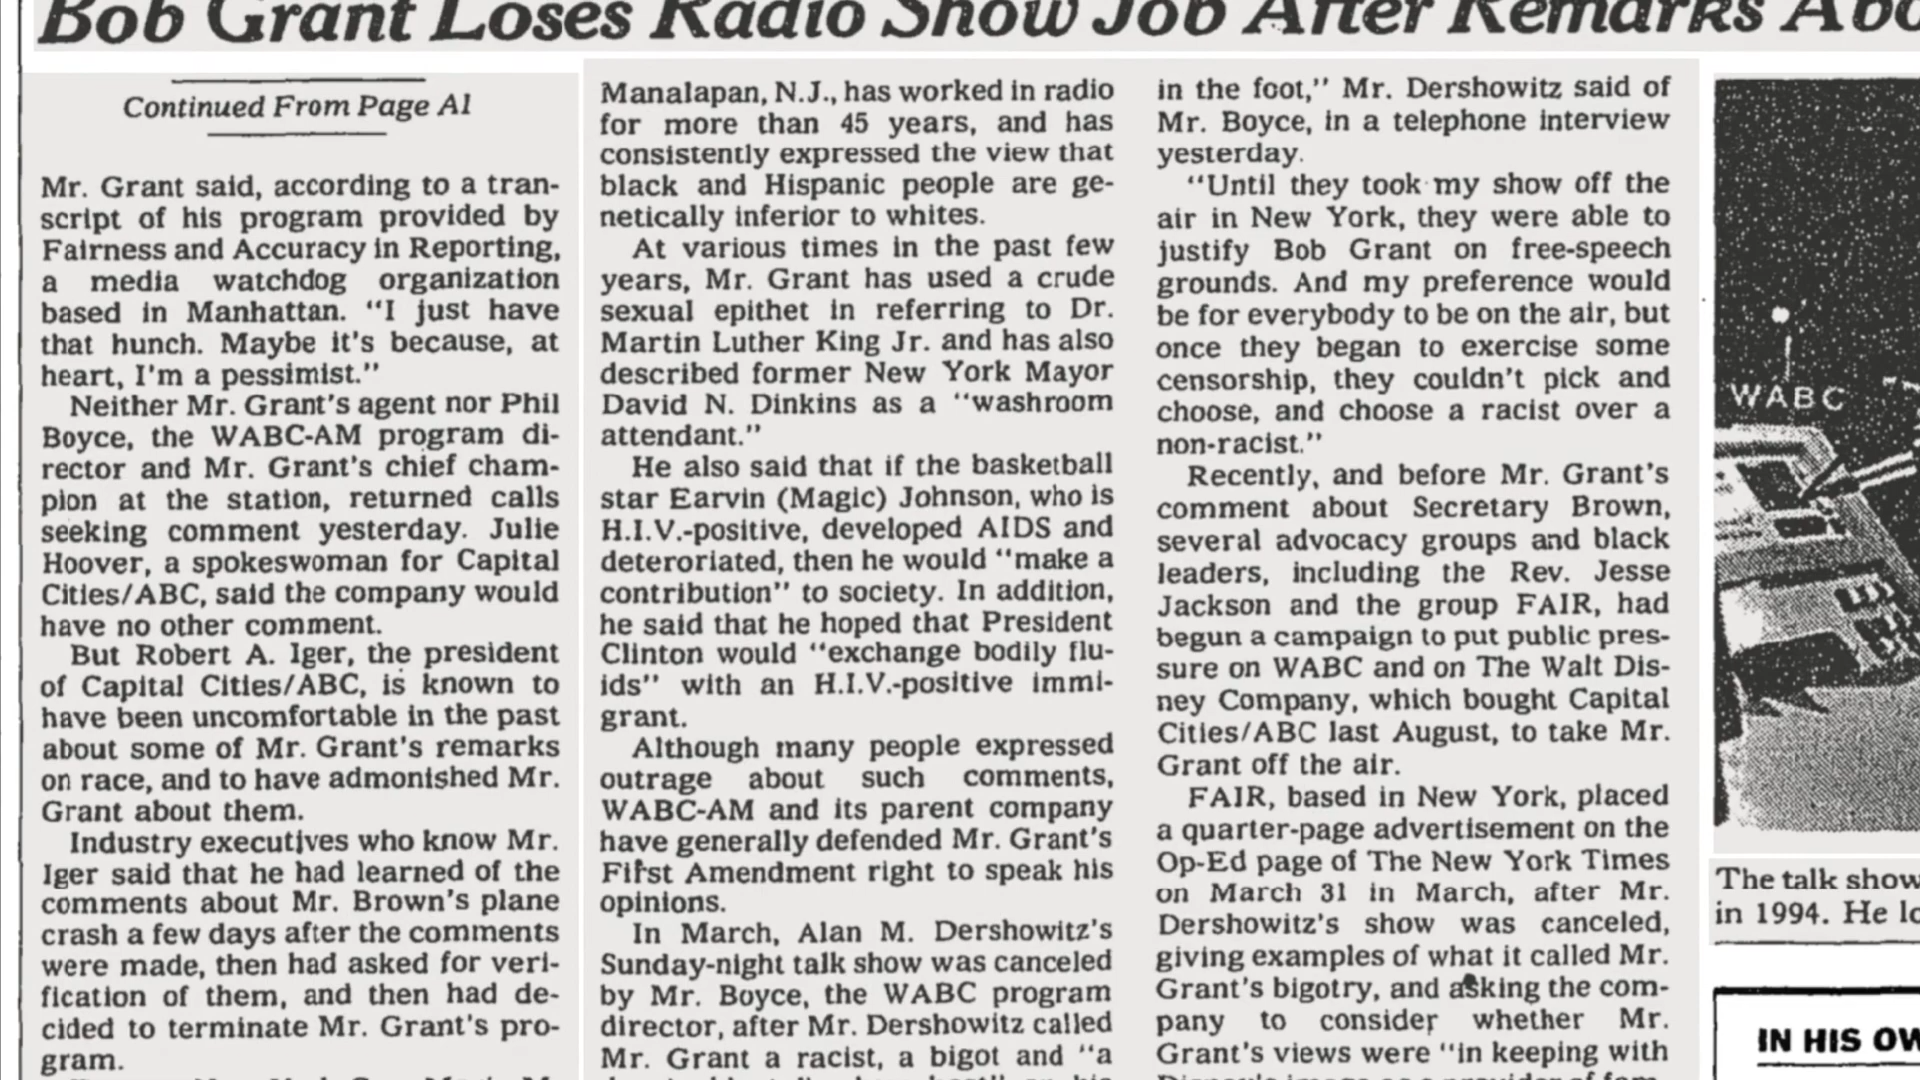 Bob Grant Loses Radio Show Job After Remarks
Continued From Page A1
Mr. Grant said, according to a tran-
script of his program provided by
Fairness and Accuracy in Reporting,
a media watchdog organization
based in Manhattan. "I just have
that hunch. Maybe it's because, at
heart, I'm a pessimist."
Neither Mr. Grant's agent nor Phil
Boyce, the WABC-AM program di-
rector and Mr. Grant's chief cham-
pion at the station, returned calls
seeking comment yesterday. Julie
Hoover, a spokeswoman for Capital
Cities/ABC, said the company would
have no other comment.
But Robert A. Iger, the president
of Capital Cities/ABC, is known to
have been uncomfortable in the past
about some of Mr. Grant's remarks
on race, and to have admonished Mr.
Grant about them.
Industry executives who know Mr.
Iger said that he had learned of the
comments about Mr. Brown's plane
crash a few days after the comments
were made, then had asked for veri-
fication of them, and then had de-
cided to terminate Mr. Grant's pro-
gram.
Manalapan, N.J., has worked in radio
for more than 45 years, and has
consistently expressed the view that
black and Hispanic people are ge-
netically inferior to whites.
At various times in the past few
years, Mr. Grant has used a crude
sexual epithet in referring to Dr.
Martin Luther King Jr. and has also
described former New York Mayor
David N. Dinkins as a "washroom
attendant."
He also said that if the basketball
star Earvin (Magic) Johnson, who is
H.I.V.-positive, developed AIDS and
deteriorated, then he would "make a
contribution" to society. In addition,
he said that he hoped that President
Clinton would "exchange bodily flu-
ids" with an H.I.V.-positive immi-
grant.
Although many people expressed
outrage about such comments,
WABC-AM and its parent company
have generally defended Mr. Grant's
First Amendment right to speak his
opinions.
In March, Alan M. Dershowitz's
Sunday-night talk show was canceled
by Mr. Boyce, the WABC program
director, after Mr. Dershowitz called
Mr. Grant a racist, a bigot and "a
in the foot," Mr. Dershowitz said of
Mr. Boyce, in a telephone interview
yesterday.
"Until they took my show off the
air in New York, they were able to
justify Bob Grant on free-speech
grounds. And my preference would
be for everybody to be on the air, but
once they began to exercise some
censorship, they couldn't pick and
choose, and choose a racist over a
non-racist."
Recently, and before Mr. Grant's
comment about Secretary Brown,
several advocacy groups and black
leaders, including the Rev. Jesse
Jackson and the group FAIR, had
begun a campaign to put public pres-
sure on WABC and on The Walt Dis-
ney Company, which bought Capital
Cities/ABC last August, to take Mr.
Grant off the air.
FAIR, based in New York, placed
a quarter-page advertisement on the
Op-Ed page of The New York Times
on March 31 in March, after Mr.
Dershowitz's show was canceled,
giving examples of what it called Mr.
Grant's bigotry, and asking the com-
pany to consider whether Mr.
Grant's views were "in keeping with
WABC
The talk show
in 1994. He
IN HIS